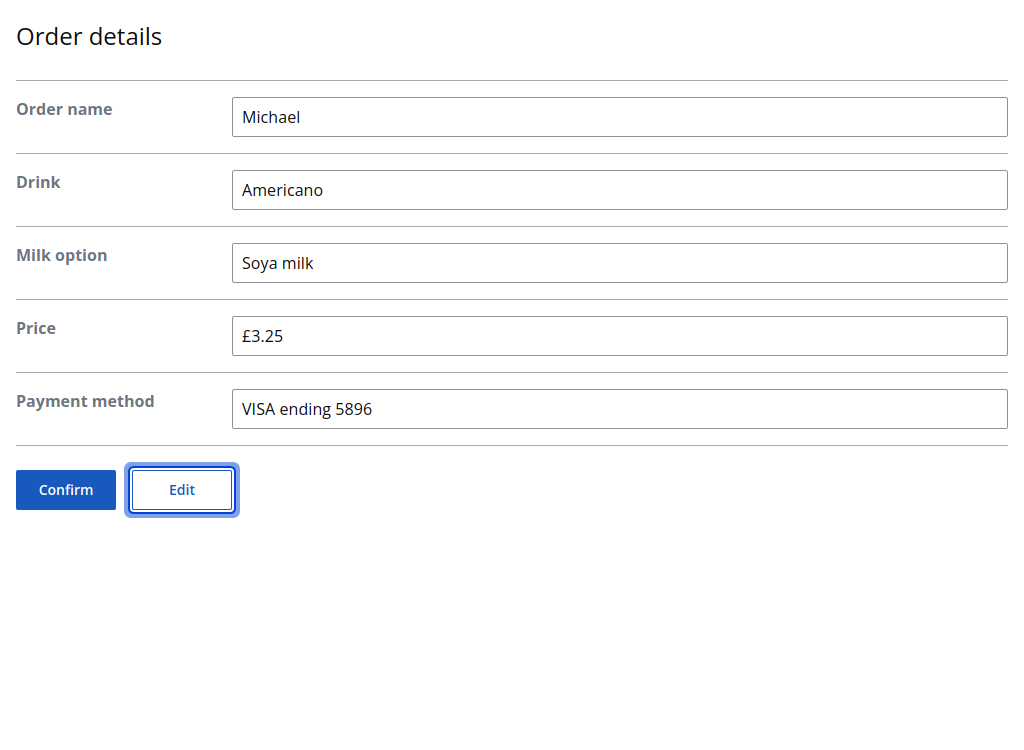 Order details
Order name
Michael
Drink
Americano
Milk option
Soya milk
Price
£3.25
Payment method
VISA ending 5896
Confirm
Edit